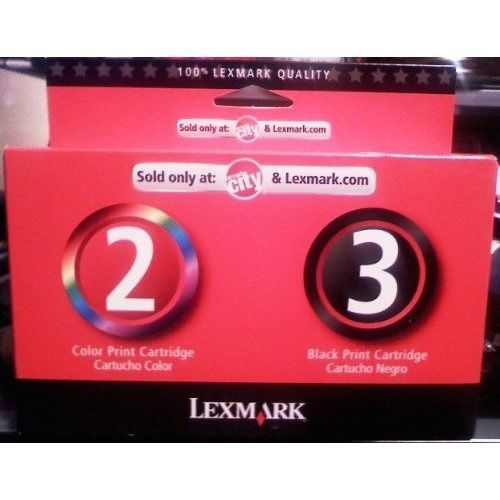 100% LEXMARK QUALITY
Sold only at: city & Lexmark.com
Sold only at: circuit city & Lexmark.com
2
Color Print Cartridge
Cartucho Color
3
Black Print Cartridge
Cartucho Negro
LEXMARK